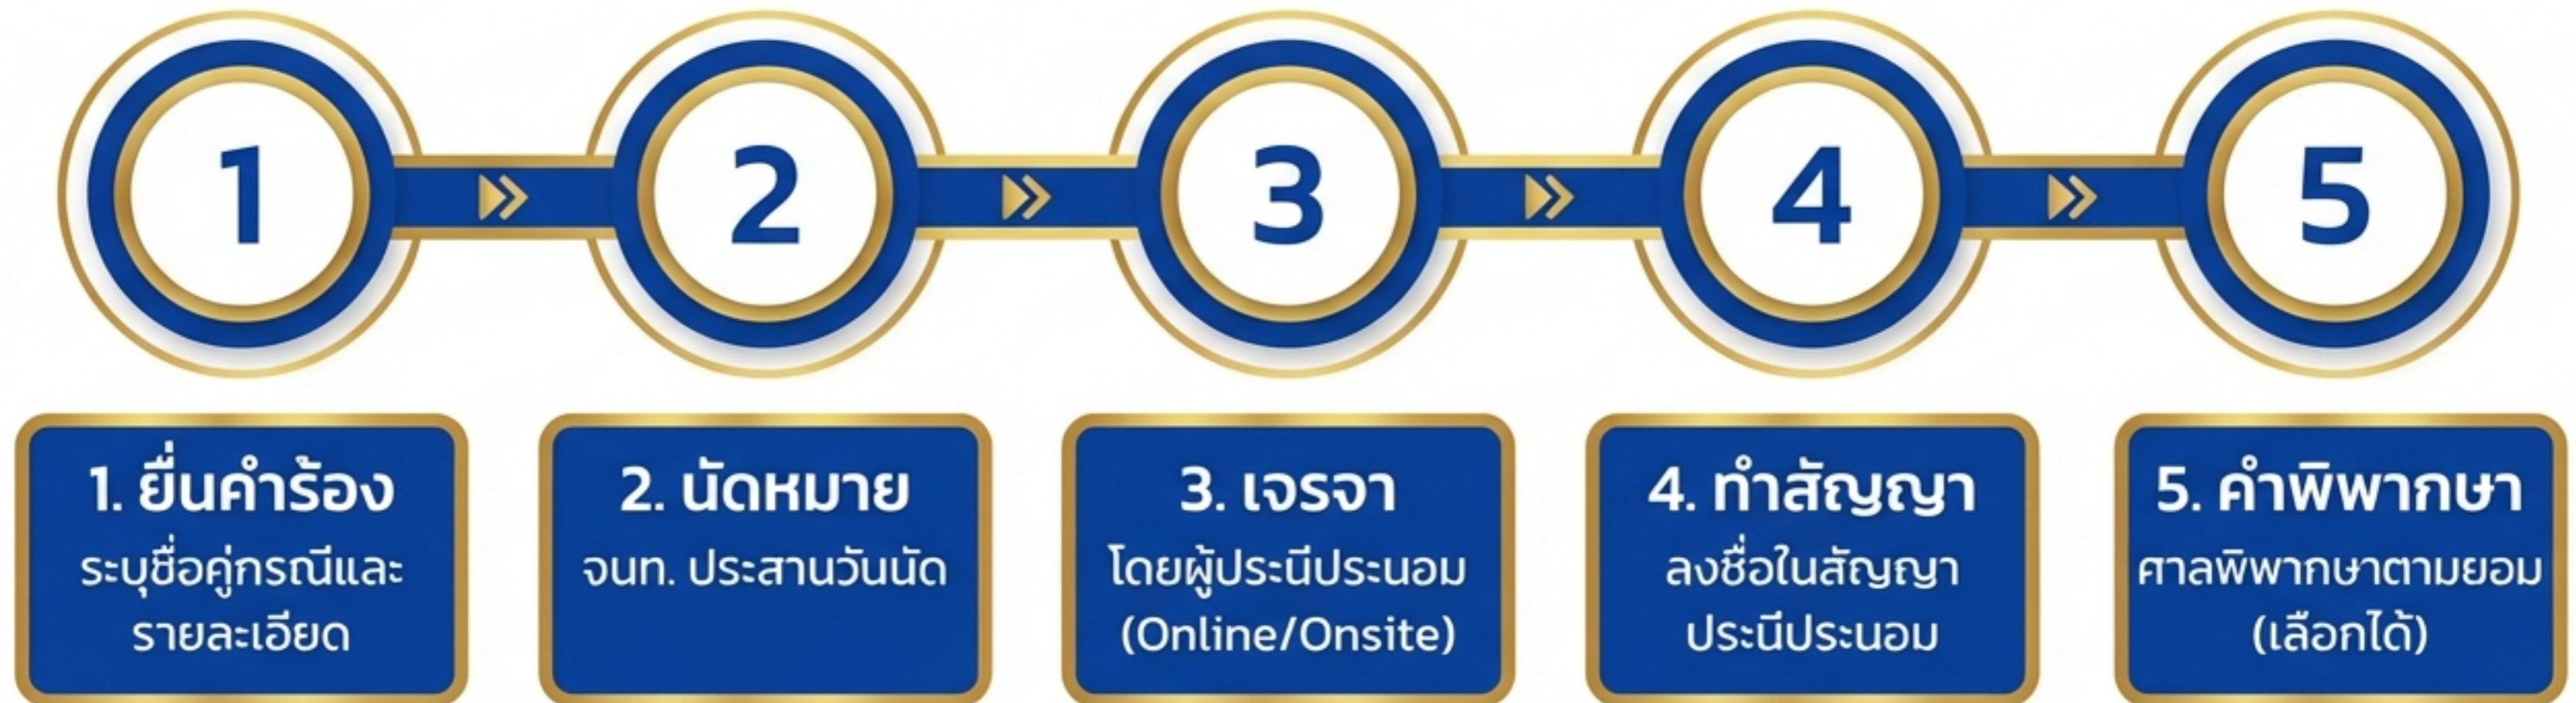 1
2
3
4
5
1. ยื่นคำร้อง
ระบุชื่อคู่กรณีและ
รายละเอียด
2. นัดหมาย
จนท. ประสานวันนัด
3. เจรจา
โดยผู้ประนีประนอม
(Online/Onsite)
4. ทำสัญญา
ลงชื่อในสัญญา
ประนีประนอม
5. คำพิพากษา
ศาลพิพากษาตามยอม
(เลือกได้)